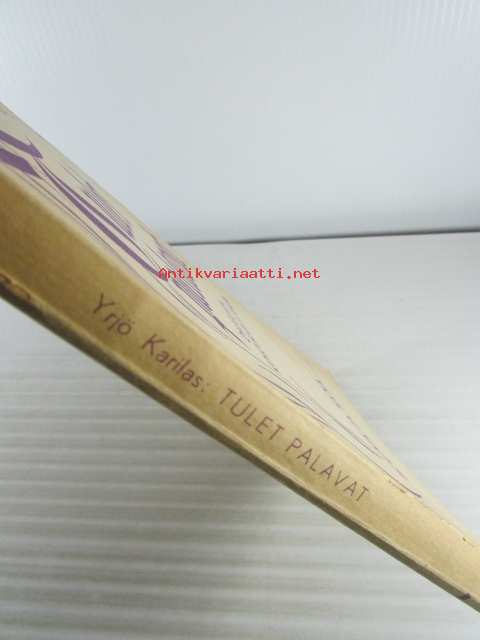 Antikvariaatti.net
Yrjö Karilas: TULET PALAVAT